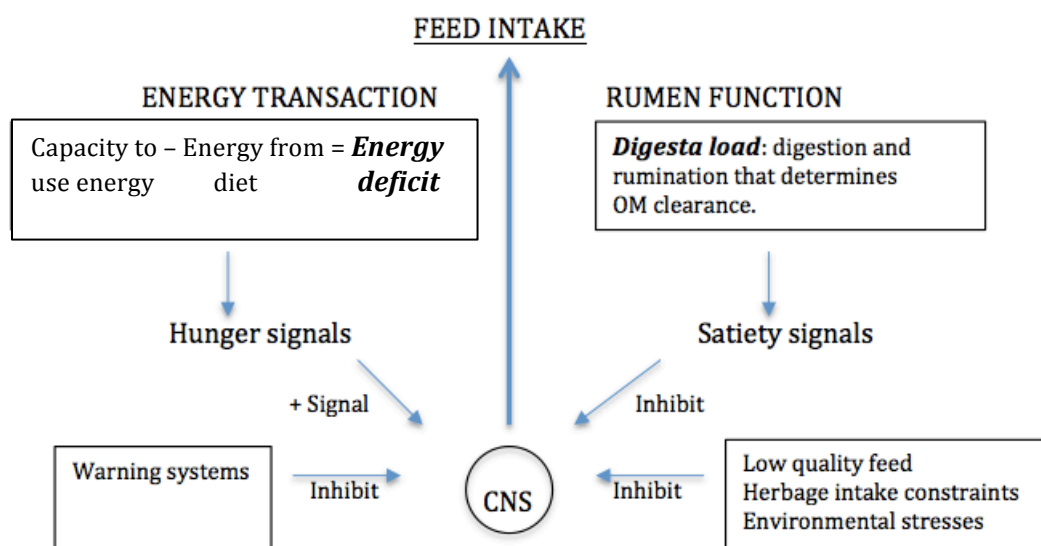 FEED INTAKE
ENERGY TRANSACTION
Capacity to – Energy from = Energy
use energy diet deficit
Hunger signals
+ Signal
RUMEN FUNCTION
Digesta load: digestion and
rumination that determines
OM clearance.
Satiety signals
Inhibit
Warning systems
Inhibit
CNS
Inhibit
Low quality feed
Herbage intake constraints
Environmental stresses